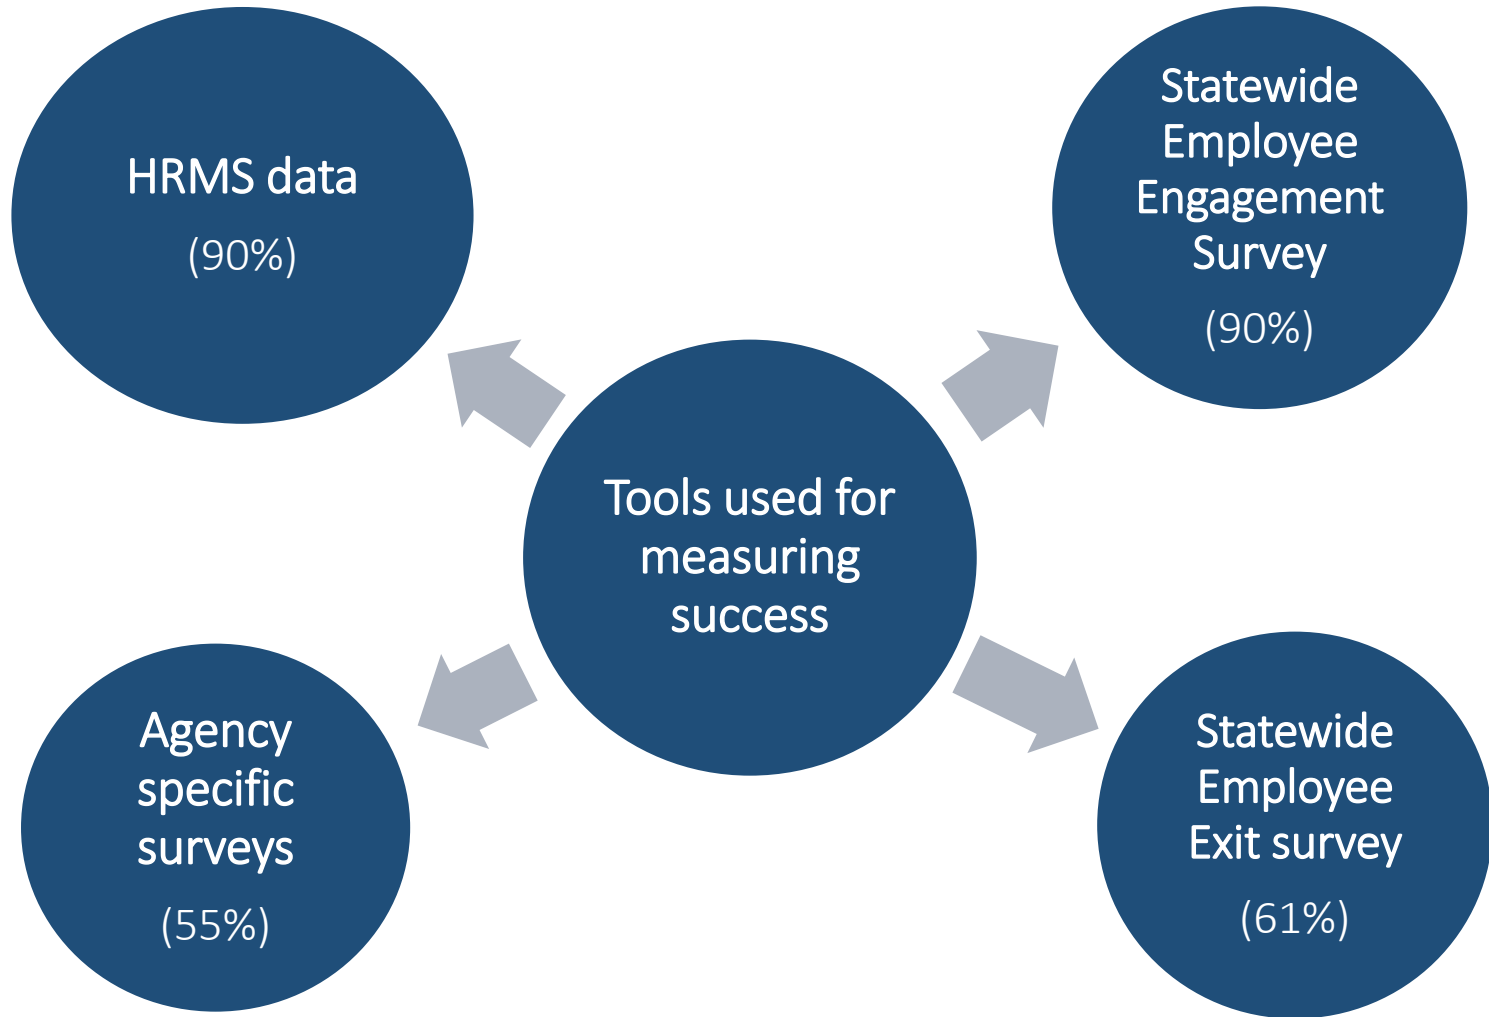 HRMS data
(90%)
Statewide
Employee
Engagement
Survey
(90%)
Tools used for
measuring
success
Agency
specific
surveys
(55%)
Statewide
Employee
Exit survey
(61%)